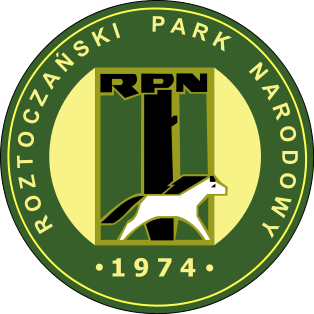 ROZTOCZAŃSKI PARK NARODOWY
RPN
• 1974 •